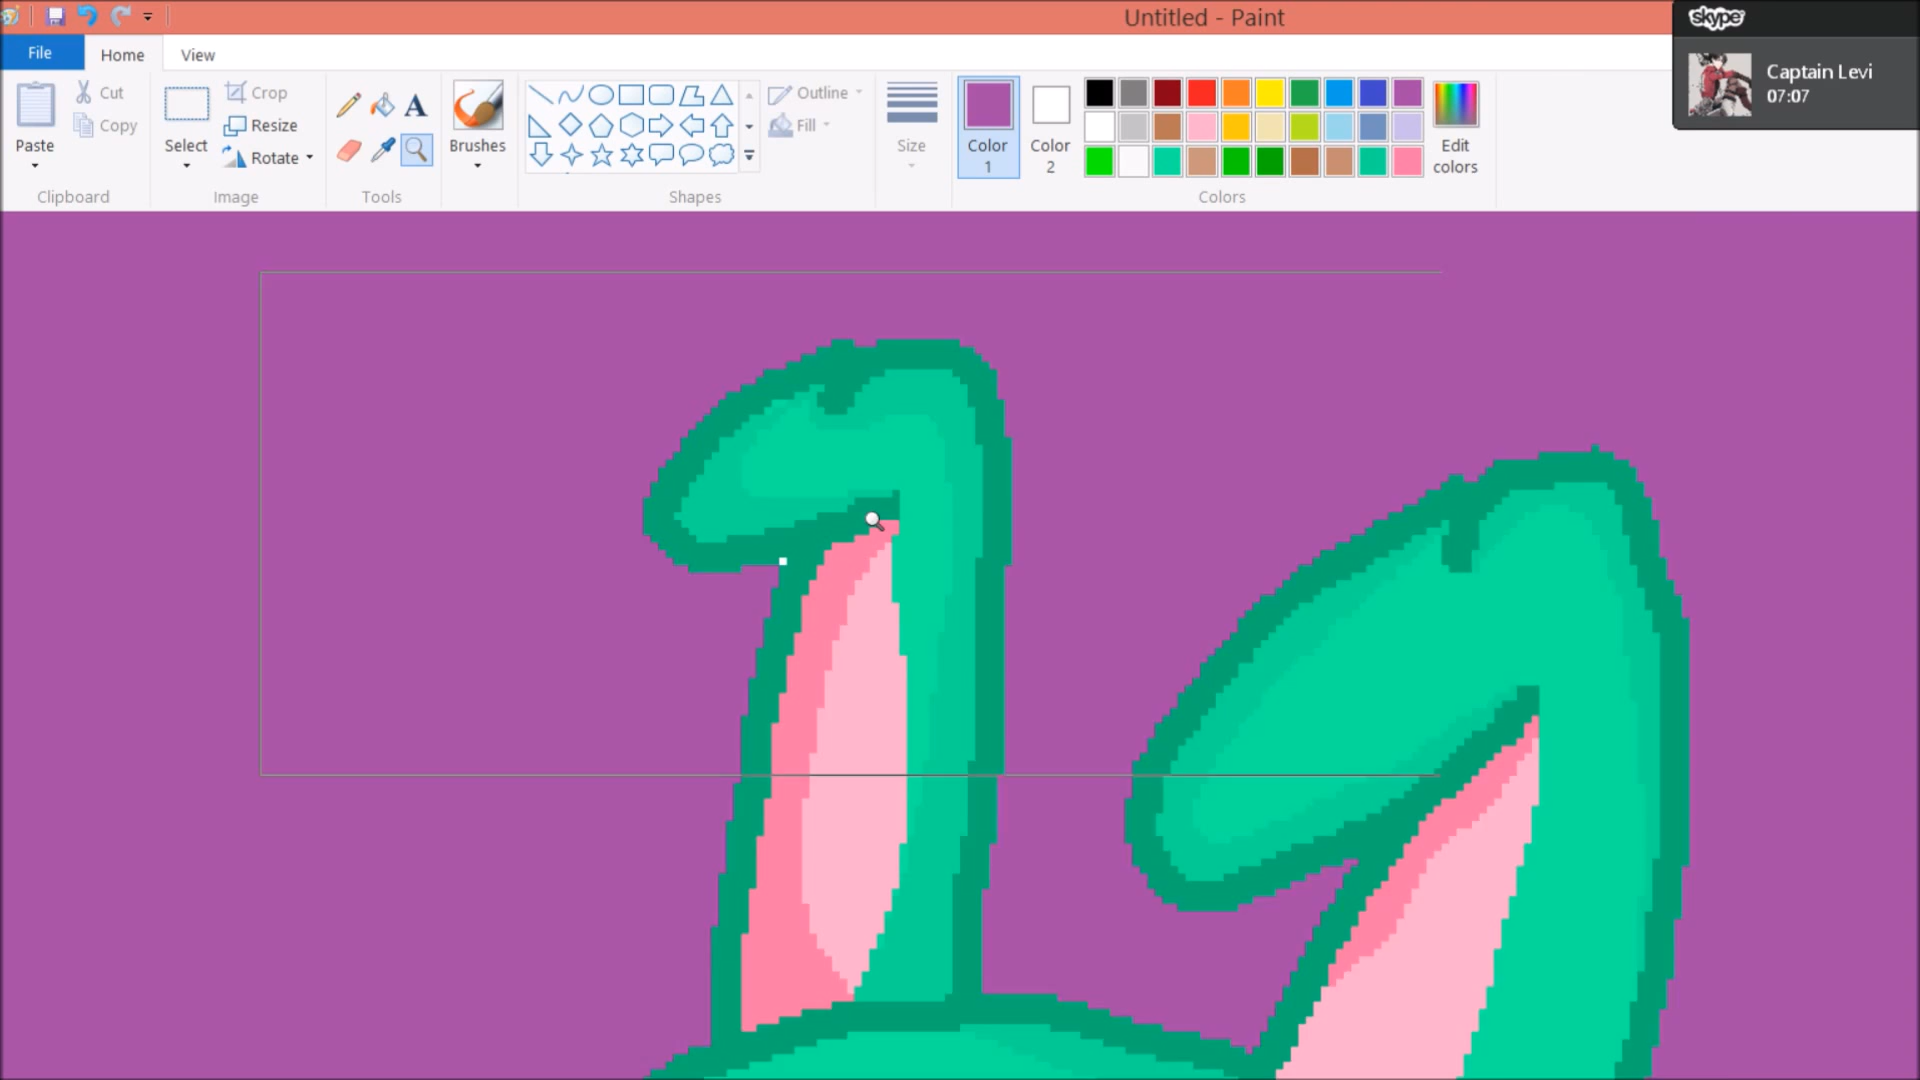 Untitled - Paint
skype
File
Home
View
Captain Levi
07:07
Paste
Cut
Copy
Clipboard
Select
Crop
Resize
Rotate
Image
A
Tools
Brushes
Shapes
Outline
Fill
Size
Color
1
Color
2
Edit
colors
Colors